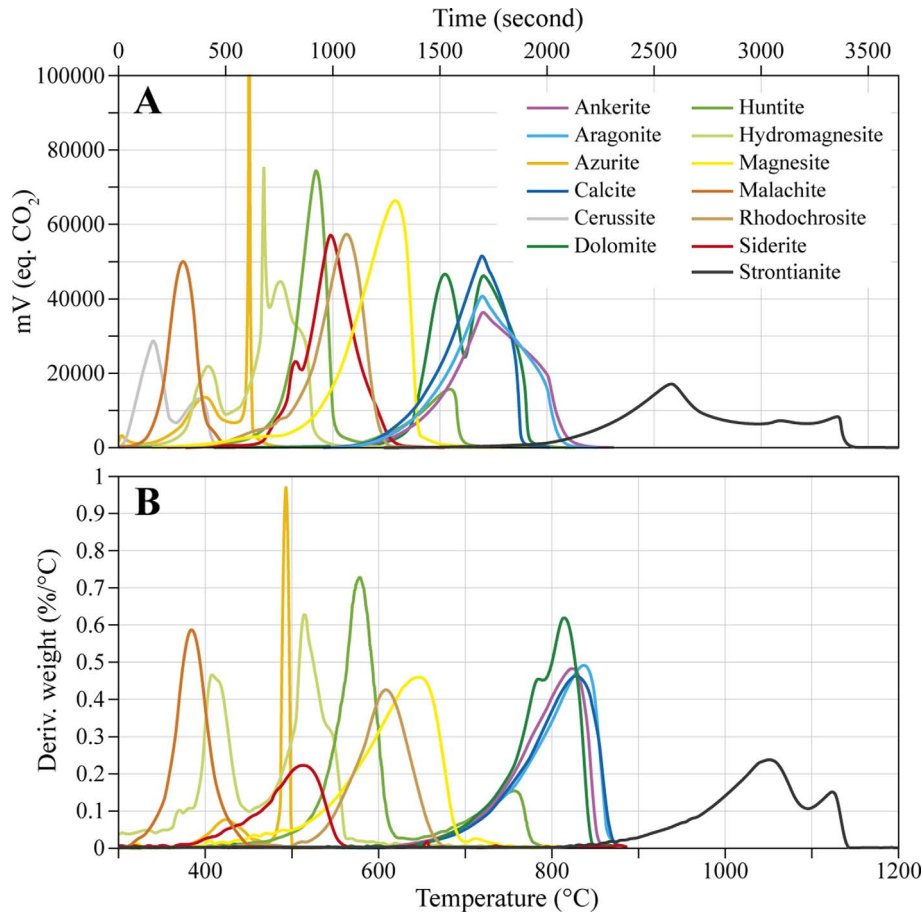 Time (second)
0 500 1000 1500 2000 2500 3000 3500
A
mV (eq. CO2)
100000
80000
60000
40000
20000
0
Ankerite
Aragonite
Azurite
Calcite
Cerussite
Dolomite
Huntite
Hydromagnesite
Magnesite
Malachite
Rhodochrosite
Siderite
Strontianite
B
Deriv. weight (%/°C)
1
0.9
0.8
0.7
0.6
0.5
0.4
0.3
0.2
0.1
0
400 600 800 1000 1200
Temperature (°C)